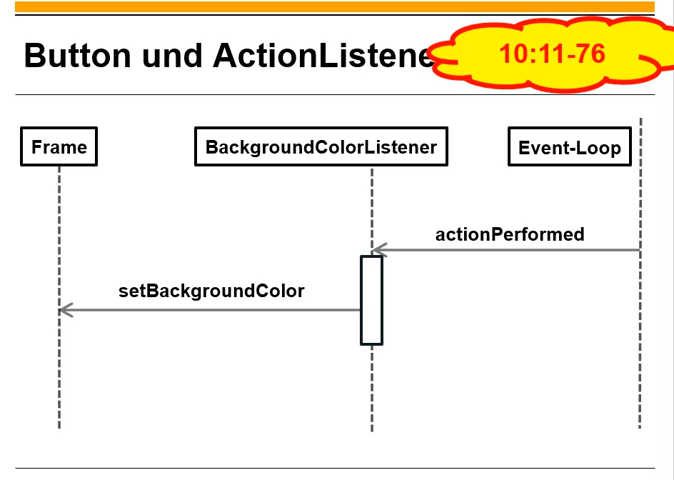 Button und ActionListene
10:11-76
Frame
BackgroundColorListener
Event-Loop
actionPerformed
setBackgroundColor